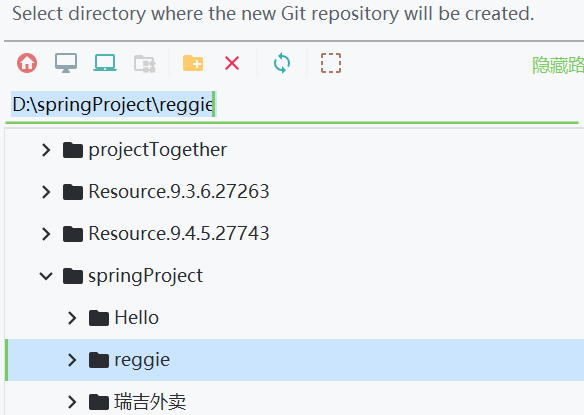 Select directory where the new Git repository will be created.
隐藏路
D:\springProject\reggie
projectTogether
Resource.9.3.6.27263
Resource.9.4.5.27743
springProject
Hello
reggie
瑞吉外卖